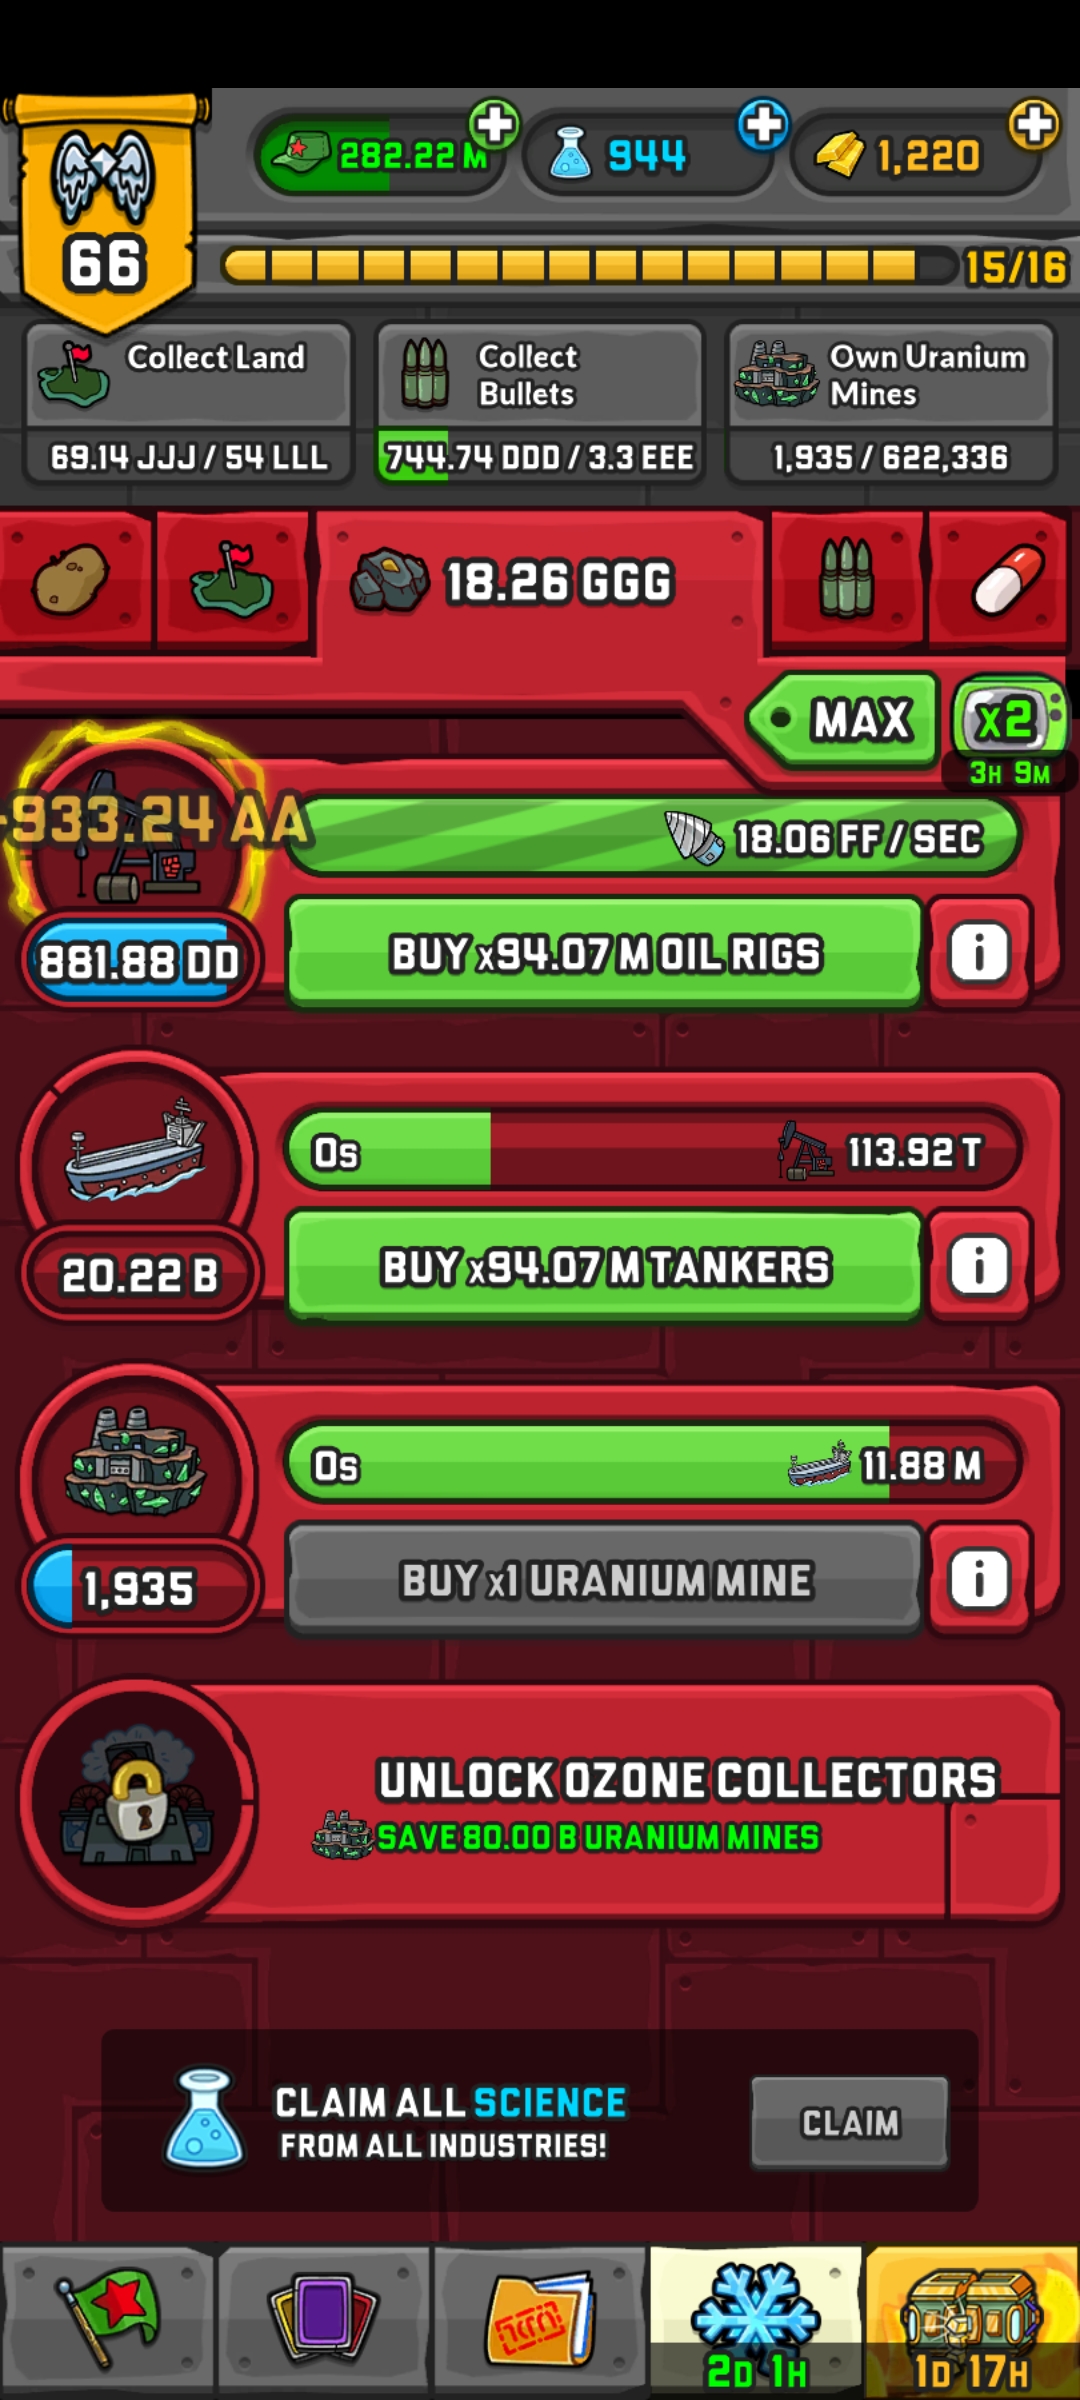 282.22 M
944
1,220
66
15/16
Collect Land
69.14 JJJ / 54 LLL
Collect
Bullets
744.74 DDD / 3.3 EEE
Own Uranium
Mines
1,935 / 622,336
18.26 GGG
MAX
x2
3H 9M
-933.24 AA
18.06 FF / SEC
881.88 DD
BUY x94.07 M OIL RIGS
i
0s
113.92 T
20.22 B
BUY x94.07 M TANKERS
i
0s
11.88 M
1,935
BUY x1 URANIUM MINE
i
UNLOCK OZONE COLLECTORS
SAVE 80.00 B URANIUM MINES
CLAIM ALL SCIENCE
FROM ALL INDUSTRIES!
CLAIM
2D 1H
1D 17H